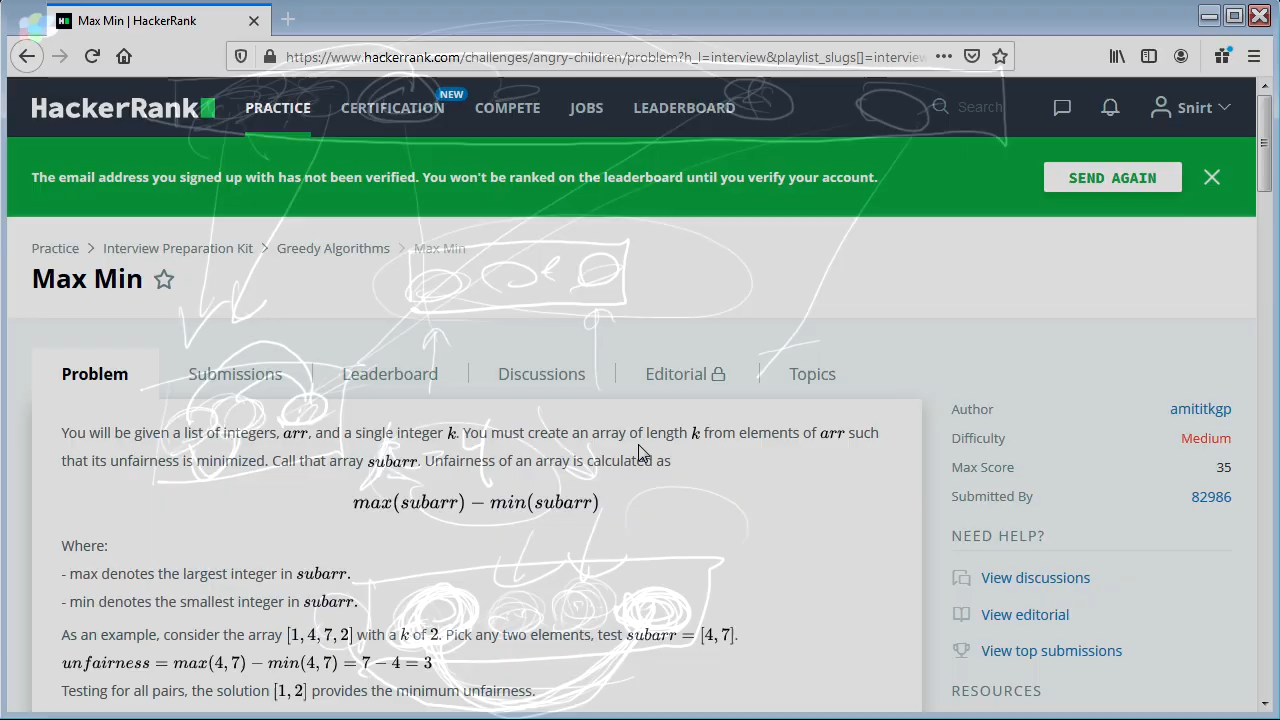 Max Min | HackerRank
https://www.hackerrank.com/challenges/angry-children/problem?h_l=interview&playlist_slugs[]=interview
HackerRank
PRACTICE CERTIFICATION NEW COMPETE JOBS LEADERBOARD Search Snirt
The email address you signed up with has not been verified. You won't be ranked on the leaderboard until you verify your account.
SEND AGAIN
Practice > Interview Preparation Kit > Greedy Algorithms > Max Min
Max Min
Problem Submissions Leaderboard Discussions Editorial Topics
You will be given a list of integers, arr, and a single integer k. You must create an array of length k from elements of arr such
that its unfairness is minimized. Call that array subarr. Unfairness of an array is calculated as
max(subarr) − min(subarr)
Where:
- max denotes the largest integer in subarr.
- min denotes the smallest integer in subarr.
As an example, consider the array [1, 4, 7, 2] with a k of 2. Pick any two elements, test subarr = [4, 7].
unfairness = max(4, 7) − min(4, 7) = 7 − 4 = 3
Testing for all pairs, the solution [1, 2] provides the minimum unfairness.
k = 4
Author amititkgp
Difficulty Medium
Max Score 35
Submitted By 82986
NEED HELP?
View discussions
View editorial
View top submissions
RESOURCES